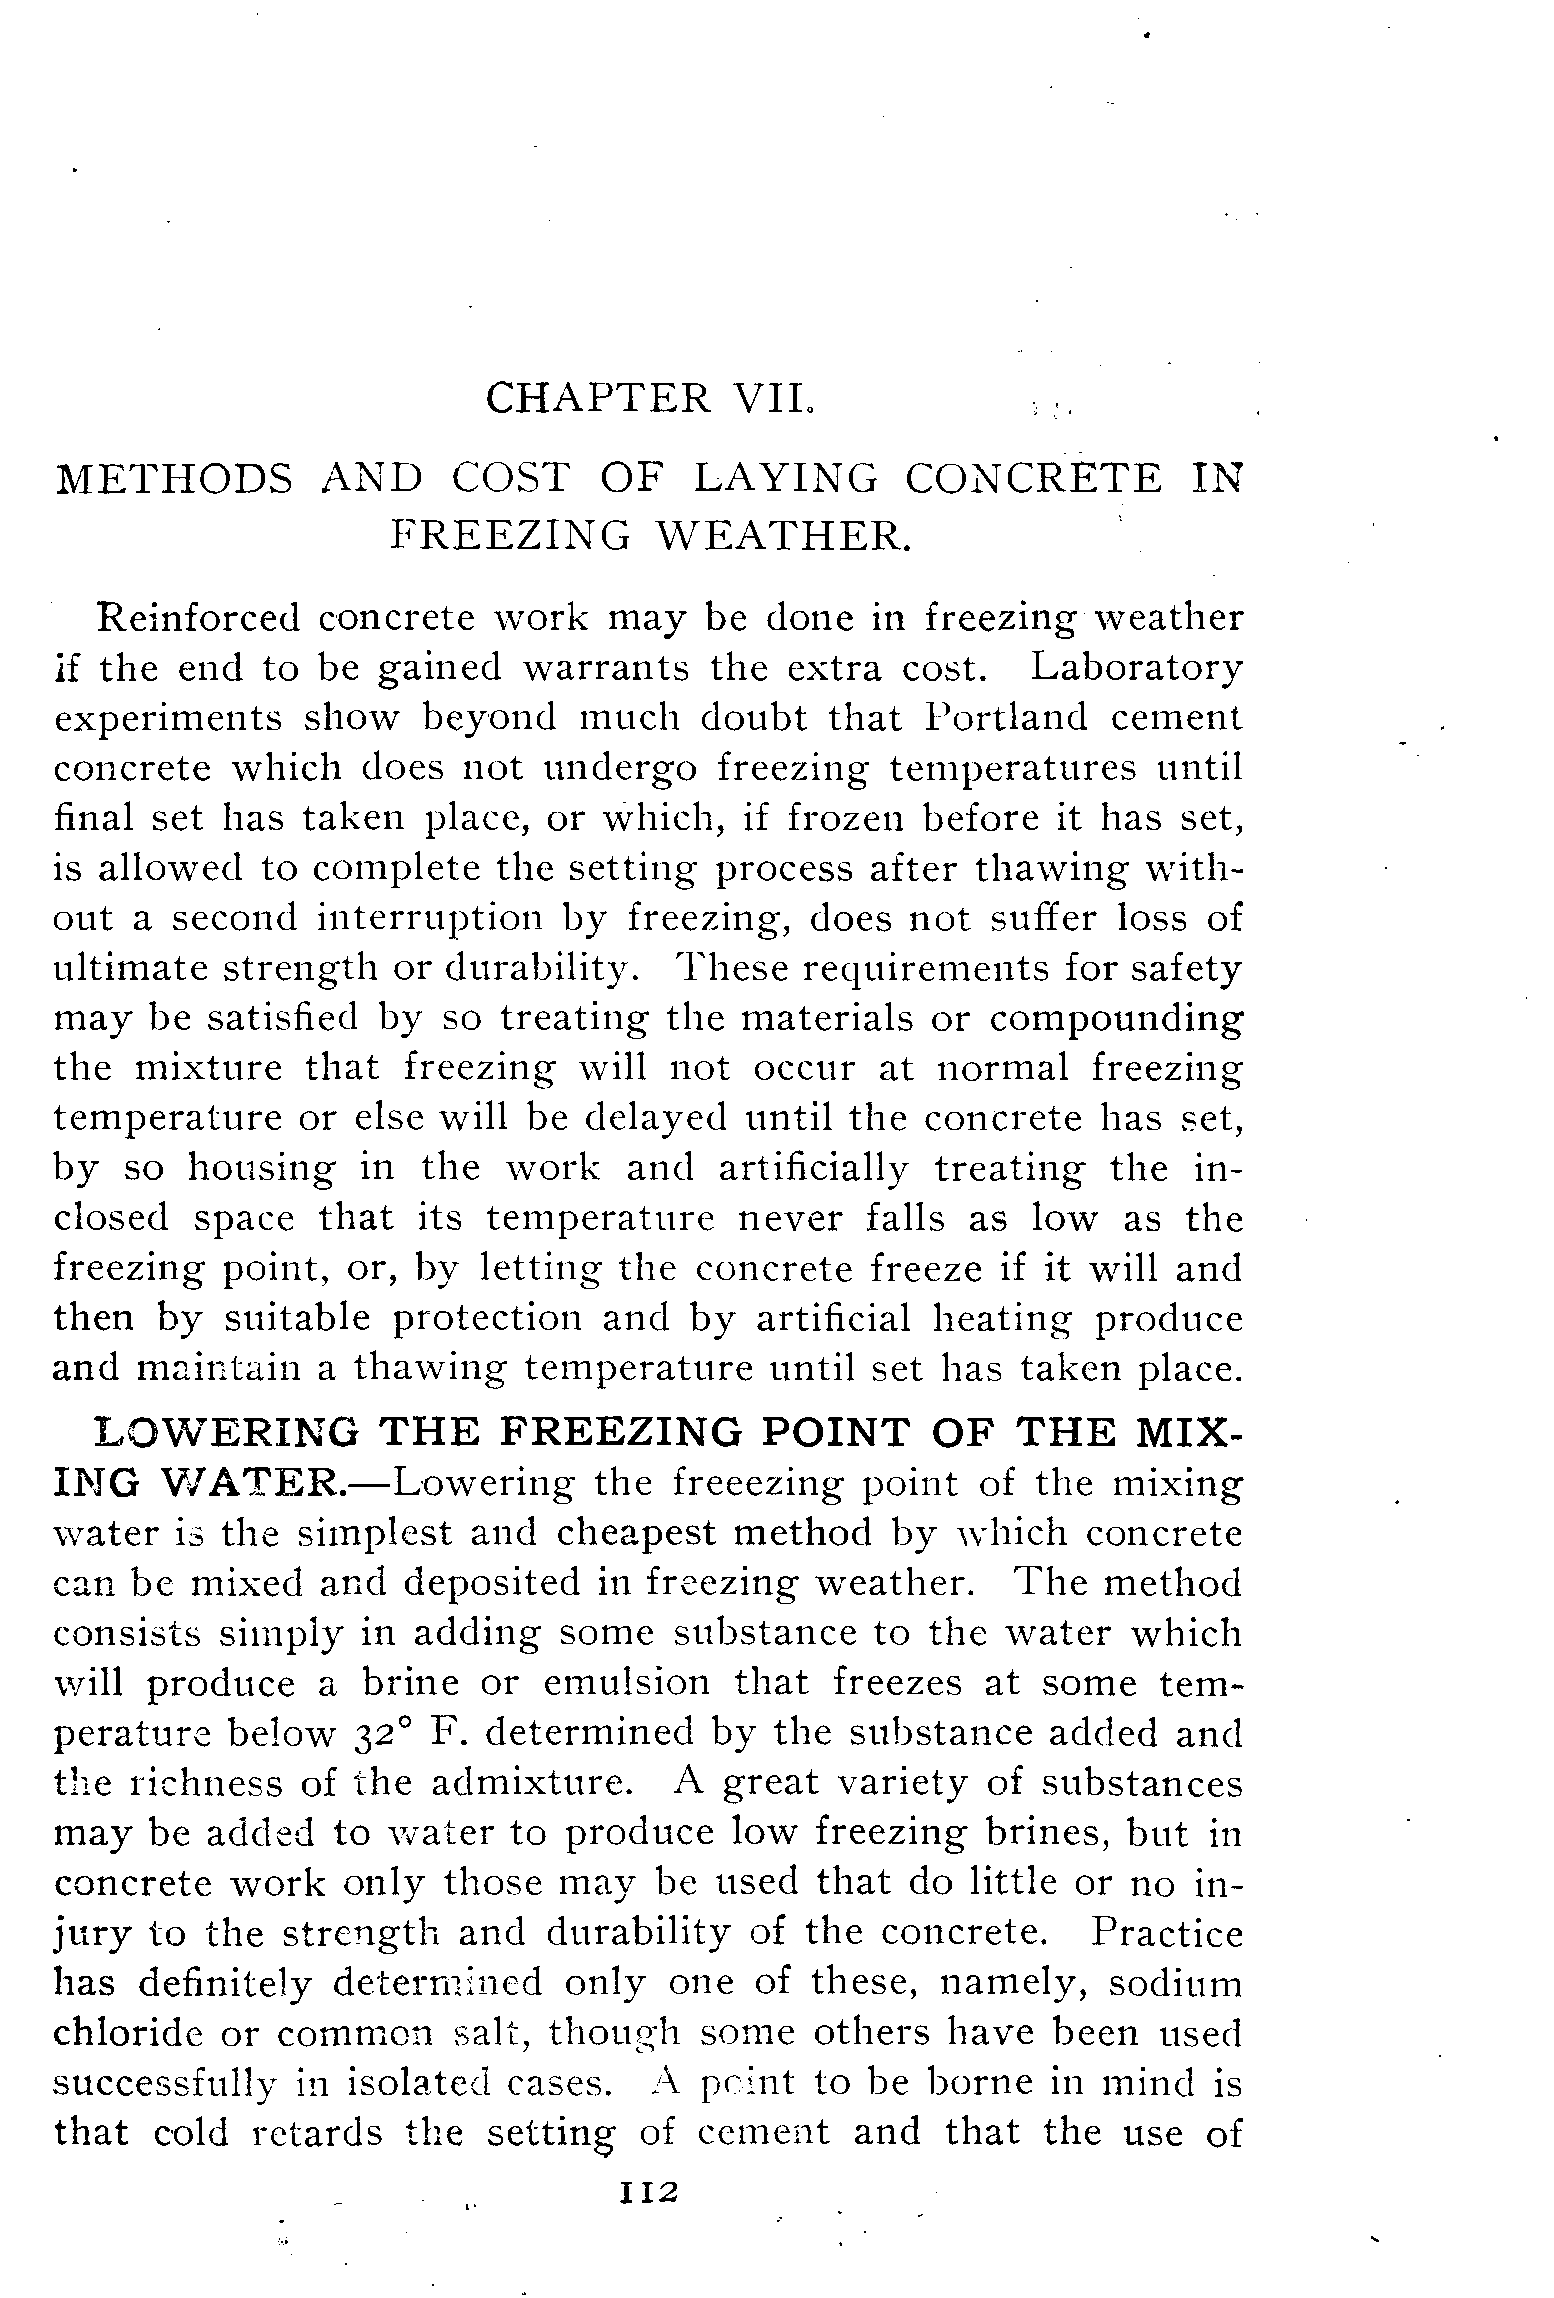 CHAPTER VII.
METHODS AND COST OF LAYING CONCRETE IN
FREEZING WEATHER.
Reinforced concrete work may be done in freezing weather
if the end to be gained warrants the extra cost. Laboratory
experiments show beyond much doubt that Portland cement
concrete which does not undergo freezing temperatures until
final set has taken place, or which, if frozen before it has set,
is allowed to complete the setting process after thawing with-
out a second interruption by freezing, does not suffer loss of
ultimate strength or durability. These requirements for safety
may be satisfied by so treating the materials or compounding
the mixture that freezing will not occur at normal freezing
temperature or else will be delayed until the concrete has set,
by so housing in the work and artificially treating the in-
closed space that its temperature never falls as low as the
freezing point, or, by letting the concrete freeze if it will and
then by suitable protection and by artificial heating produce
and maintain a thawing temperature until set has taken place.
LOWERING THE FREEZING POINT OF THE MIX-
ING WATER.—Lowering the freeezing point of the mixing
water is the simplest and cheapest method by which concrete
can be mixed and deposited in freezing weather. The method
consists simply in adding some substance to the water which
will produce a brine or emulsion that freezes at some tem-
perature below 32° F. determined by the substance added and
the richness of the admixture. A great variety of substances
may be added to water to produce low freezing brines, but in
concrete work only those may be used that do little or no in-
jury to the strength and durability of the concrete. Practice
has definitely determined only one of these, namely, sodium
chloride or common salt, though some others have been used
successfully in isolated cases. A point to be borne in mind is
that cold retards the setting of cement and that the use of
112